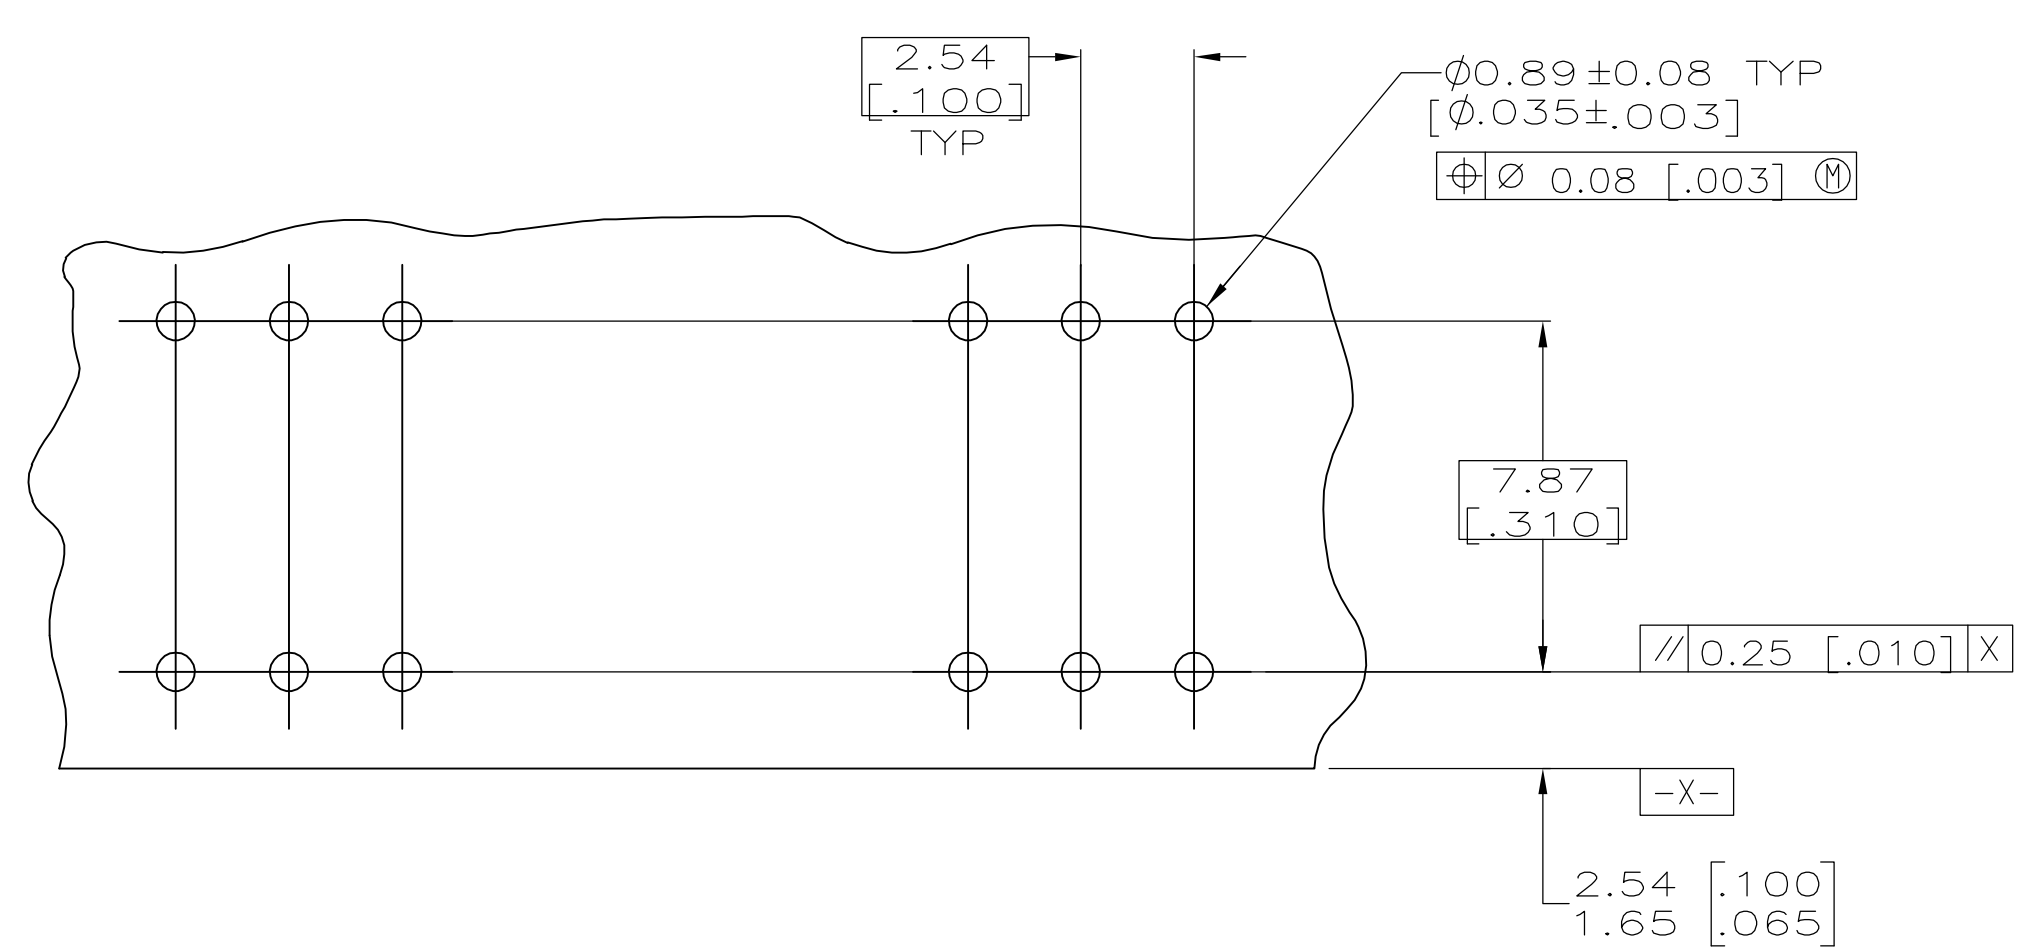 2.54
[.100]
TYP
ϕ0.89±0.08 TYP
[ϕ.035±.003]
⌖ Ø 0.08 [.003] Ⓜ
7.87
[.310]
// 0.25 [.010] X
-X-
2.54 [.100
1.65 .065]